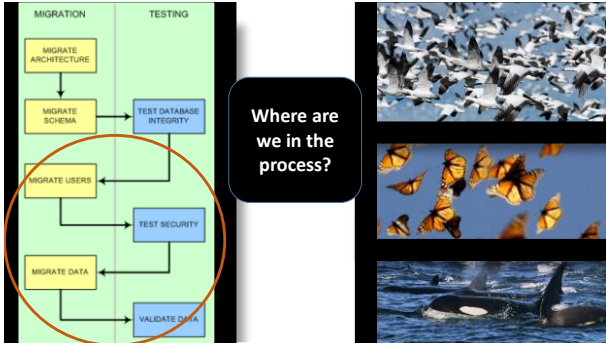 MIGRATION
TESTING
MIGRATE
ARCHITECTURE
MIGRATE
SCHEMA
TEST DATABASE
INTEGRITY
MIGRATE USERS
TEST SECURITY
MIGRATE DATA
VALIDATE DATA
Where are
we in the
process?